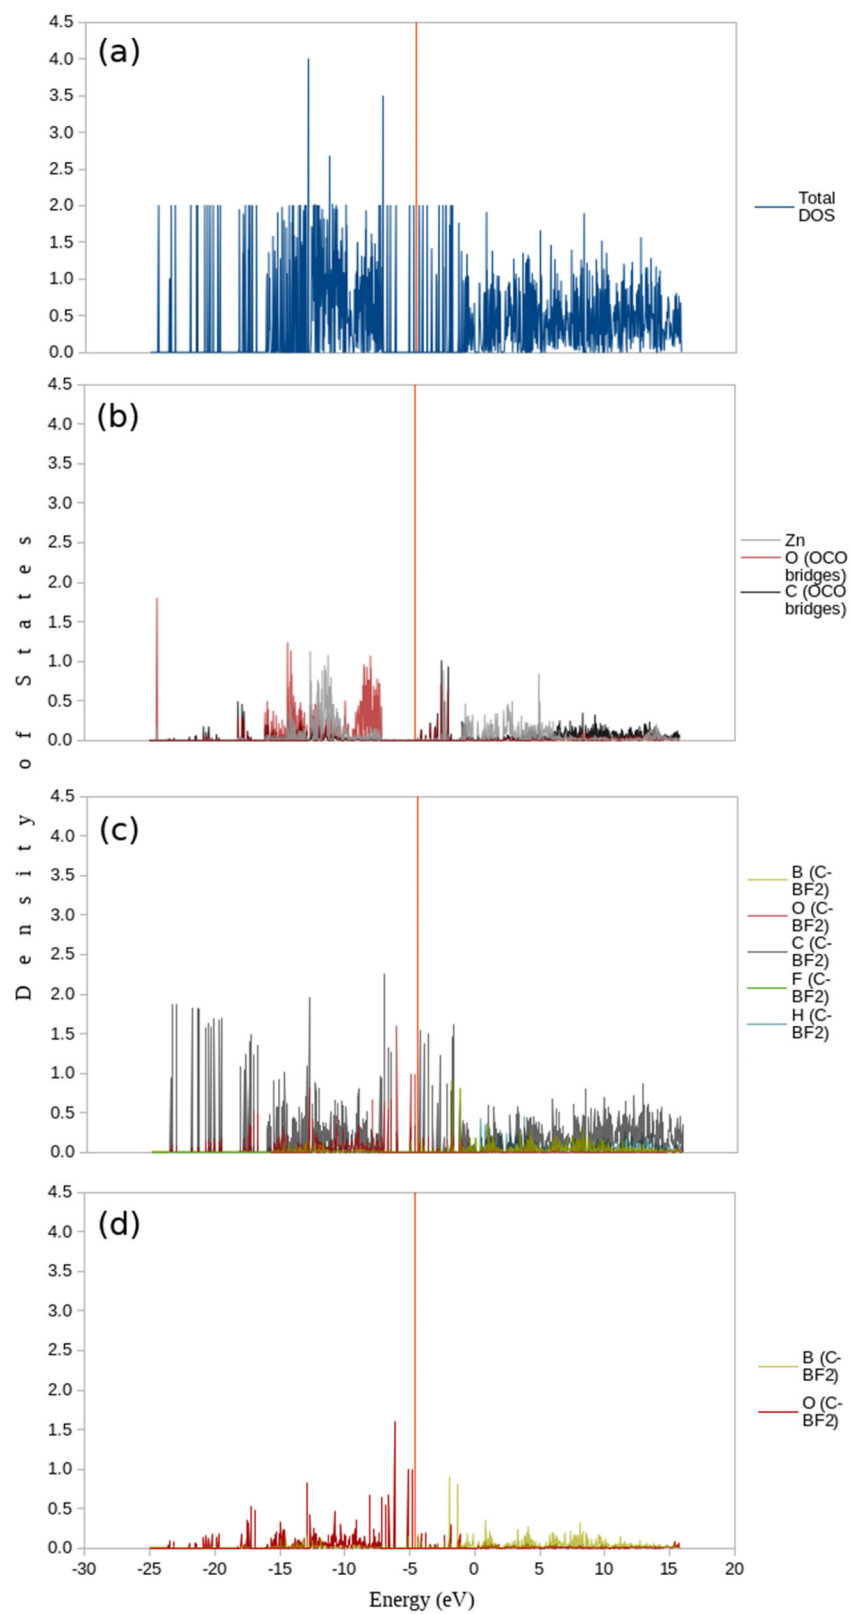 4.5
(a)
4.0
3.5
3.0
2.5
Total
DOS
2.0
1.5
1.0
0.5
0.0
4.5
(b)
4.0
3.5
3.0
2.5
Zn
O (OCO
bridges)
C (OCO
bridges)
2.0
1.5
1.0
0.5
0.0
Density of States
4.5
(c)
4.0
3.5
3.0
2.5
2.0
1.5
1.0
0.5
0.0
B (C-
BF2)
O (C-
BF2)
C (C-
BF2)
F (C-
BF2)
H (C-
BF2)
4.5
(d)
4.0
3.5
3.0
2.5
2.0
1.5
1.0
0.5
0.0
B (C-
BF2)
O (C-
BF2)
-30 -25 -20 -15 -10 -5 0 5 10 15 20
Energy (eV)